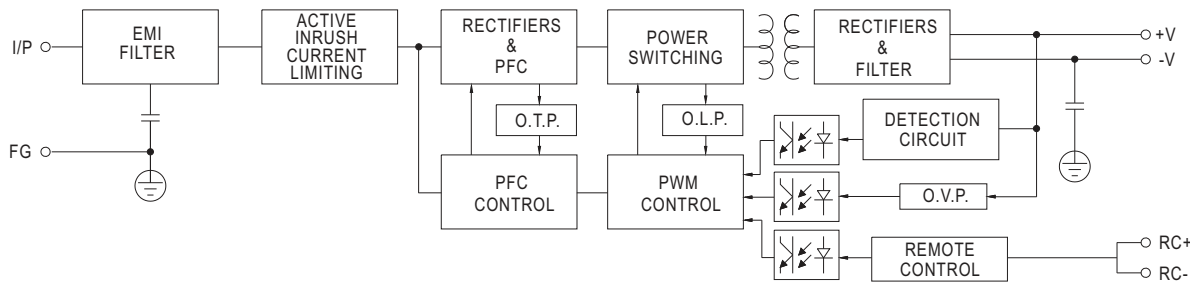 I/P
EMI
FILTER
ACTIVE
INRUSH
CURRENT
LIMITING
RECTIFIERS
&
PFC
POWER
SWITCHING
RECTIFIERS
&
FILTER
+V
-V
O.T.P.
O.L.P.
DETECTION
CIRCUIT
FG
PFC
CONTROL
PWM
CONTROL
O.V.P.
REMOTE
CONTROL
RC+
RC-